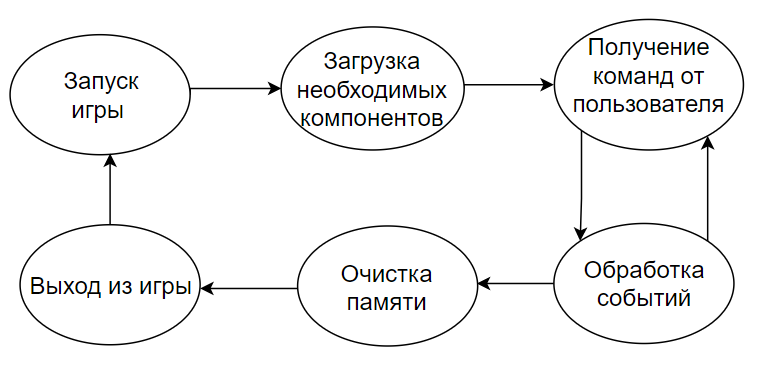 Запуск
игры
Загрузка
необходимых
компонентов
Получение
команд от
пользователя
Выход из игры
Очистка
памяти
Обработка
событий